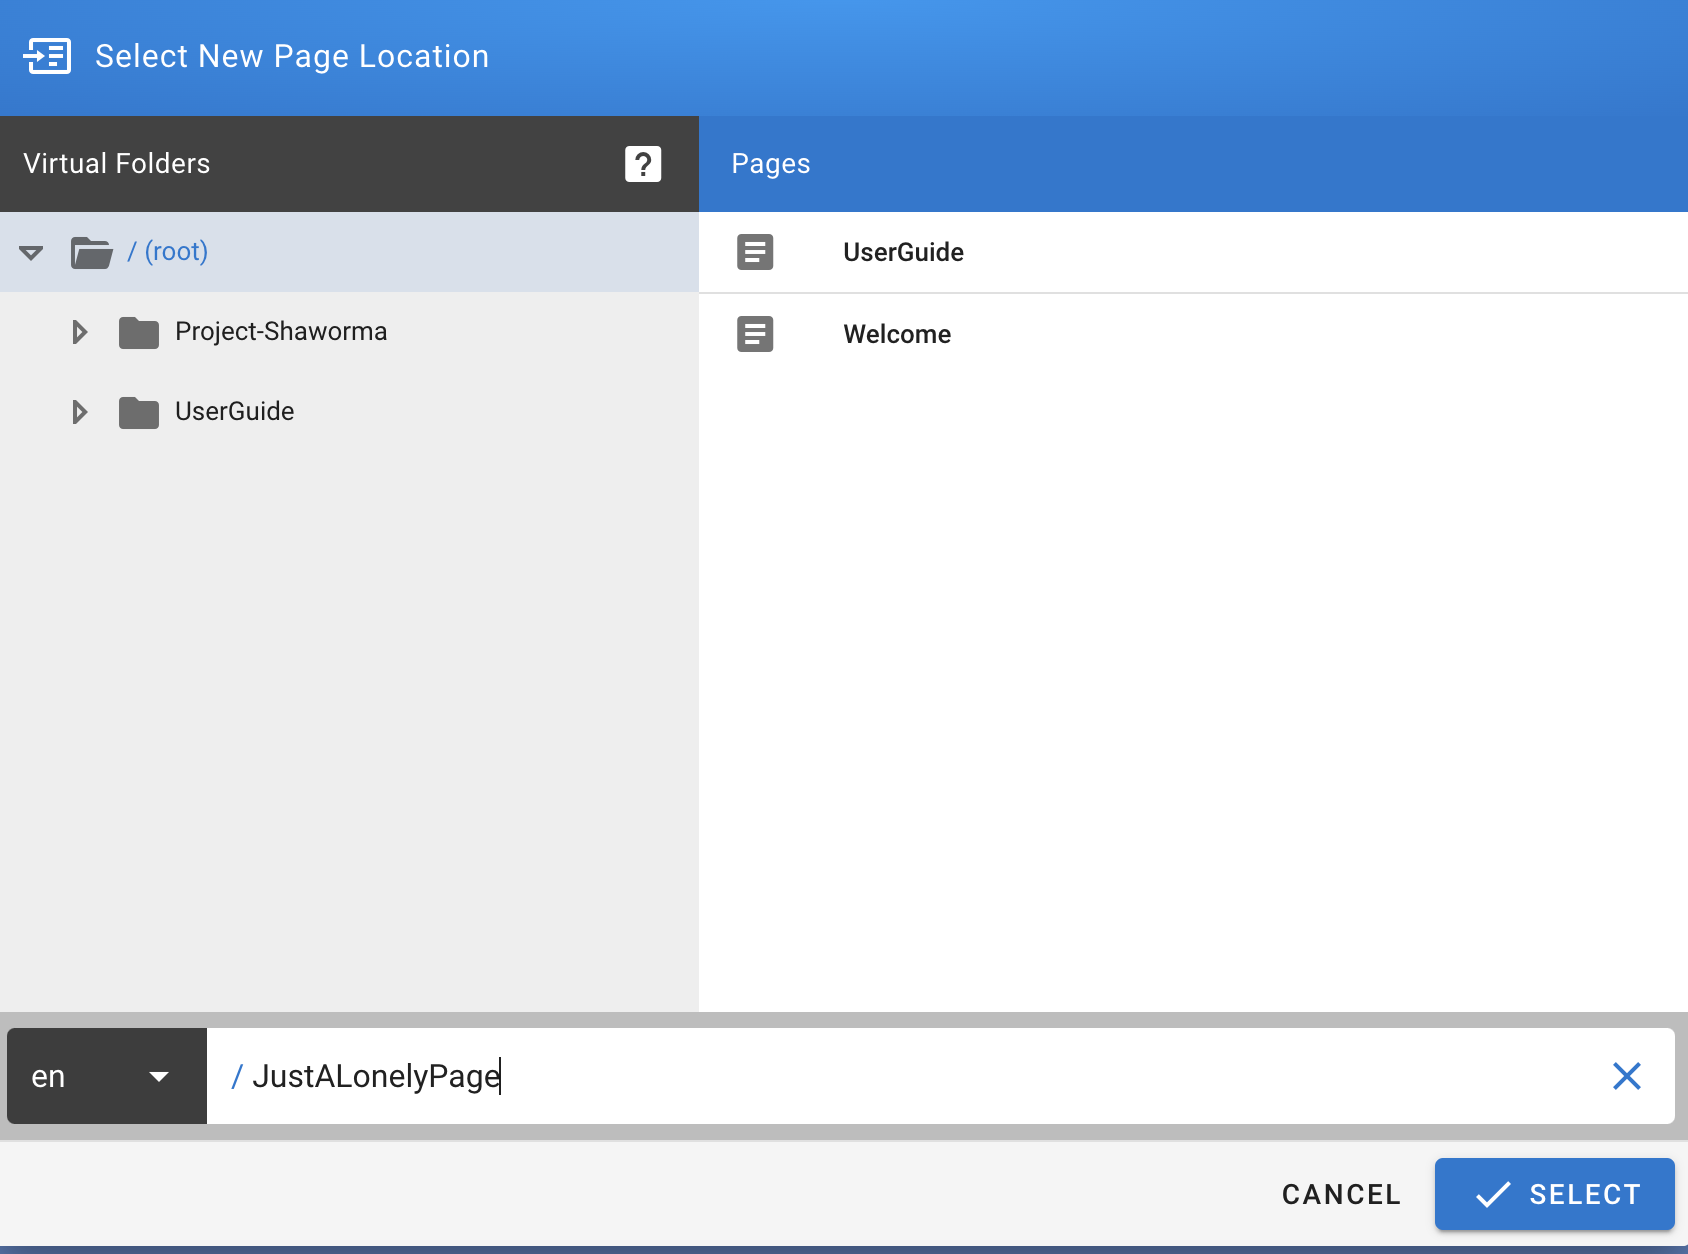 Select New Page Location
Virtual Folders
?
Pages
/ (root)
Project-Shaworma
UserGuide
UserGuide
Welcome
en
/ JustALonelyPage
CANCEL
SELECT